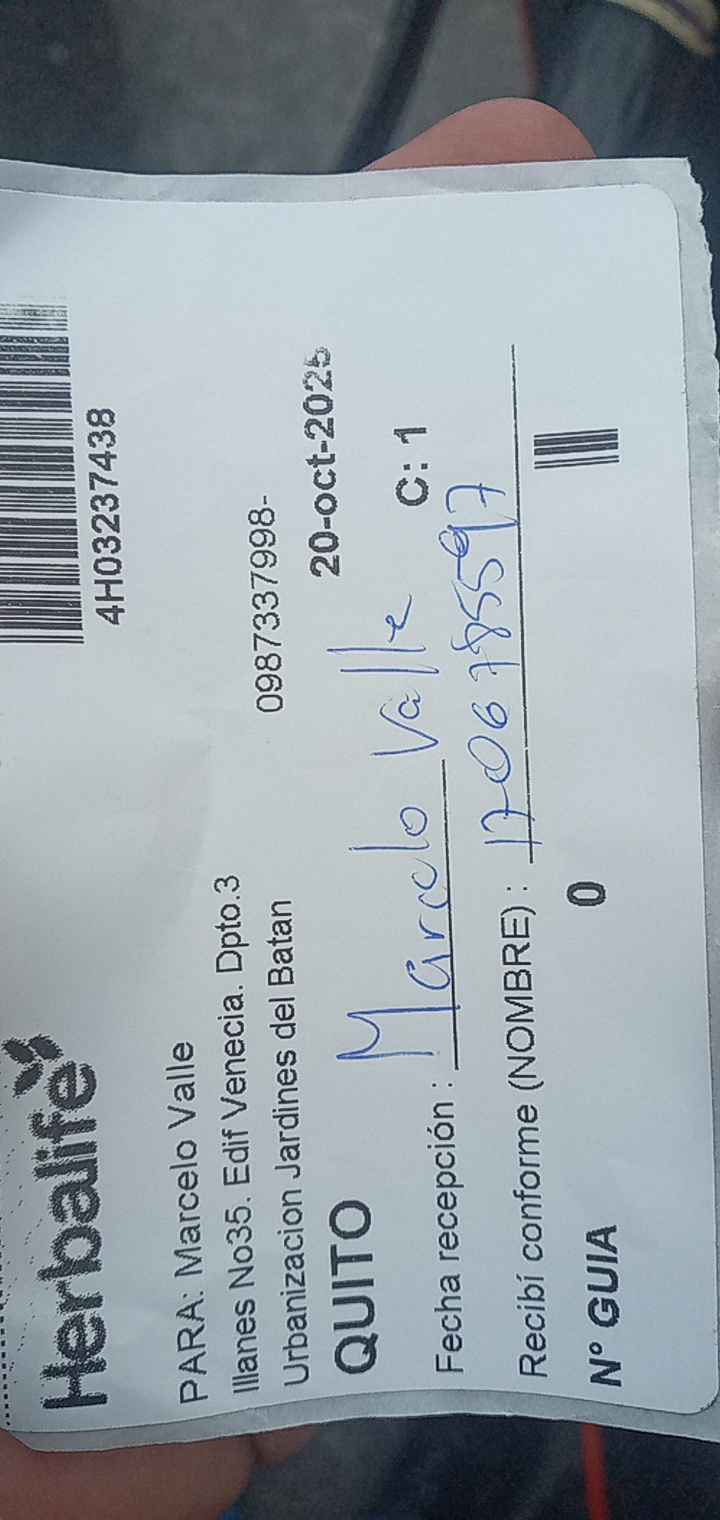 Herbalife
4H03237438
PARA: Marcelo Valle
Illanes No35. Edif Venecia. Dpto.3
0987337998-
Urbanizacion Jardines del Batan
QUITO 20-oct-2025
Marcelo Valle
Fecha recepción : C: 1
1706785597
Recibí conforme (NOMBRE) :
N° GUIA 0